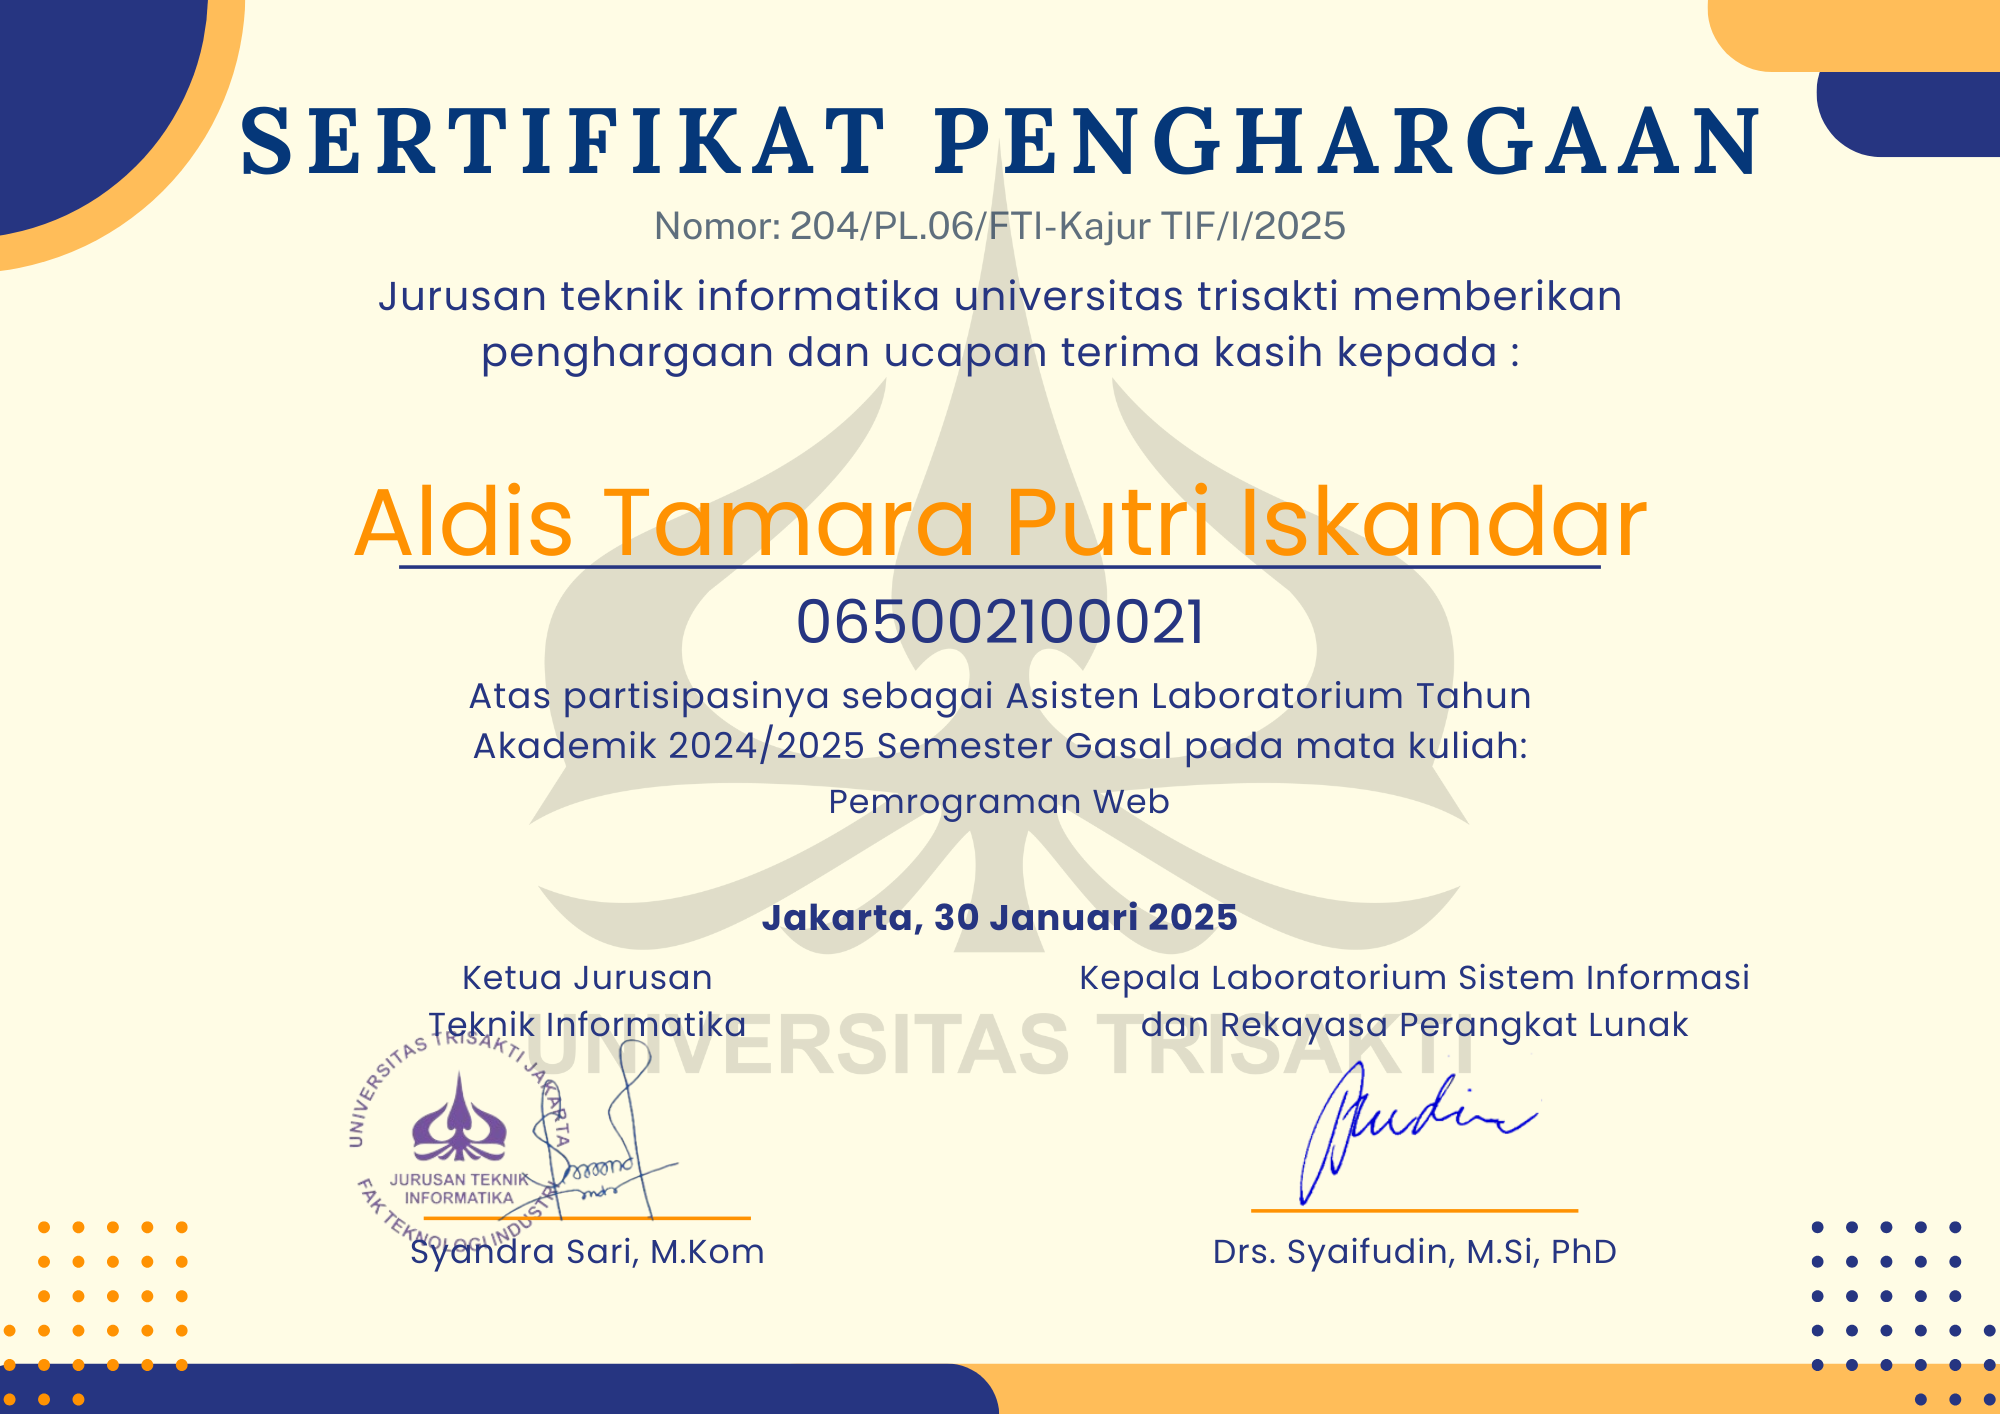 SERTIFIKAT PENGHARGAAN
Nomor: 204/PL.06/FTI-Kajur TIF/I/2025
Jurusan teknik informatika universitas trisakti memberikan
penghargaan dan ucapan terima kasih kepada :
Aldis Tamara Putri Iskandar
065002100021
Atas partisipasinya sebagai Asisten Laboratorium Tahun
Akademik 2024/2025 Semester Gasal pada mata kuliah:
Pemrograman Web
Jakarta, 30 Januari 2025
Ketua Jurusan
Teknik Informatika
Kepala Laboratorium Sistem Informasi
dan Rekayasa Perangkat Lunak
UNIVERSITAS TRISAKTI
UNIVERSITAS TRISAKTI JAKARTA
JURUSAN TEKNIK
INFORMATIKA
FAK TEKNOLOGI INDUSTRI
Syandra Sari, M.Kom
Drs. Syaifudin, M.Si, PhD